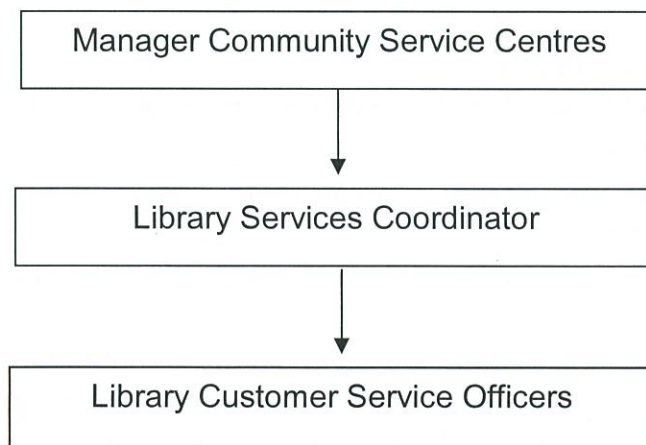 Manager Community Service Centres
Library Services Coordinator
Library Customer Service Officers